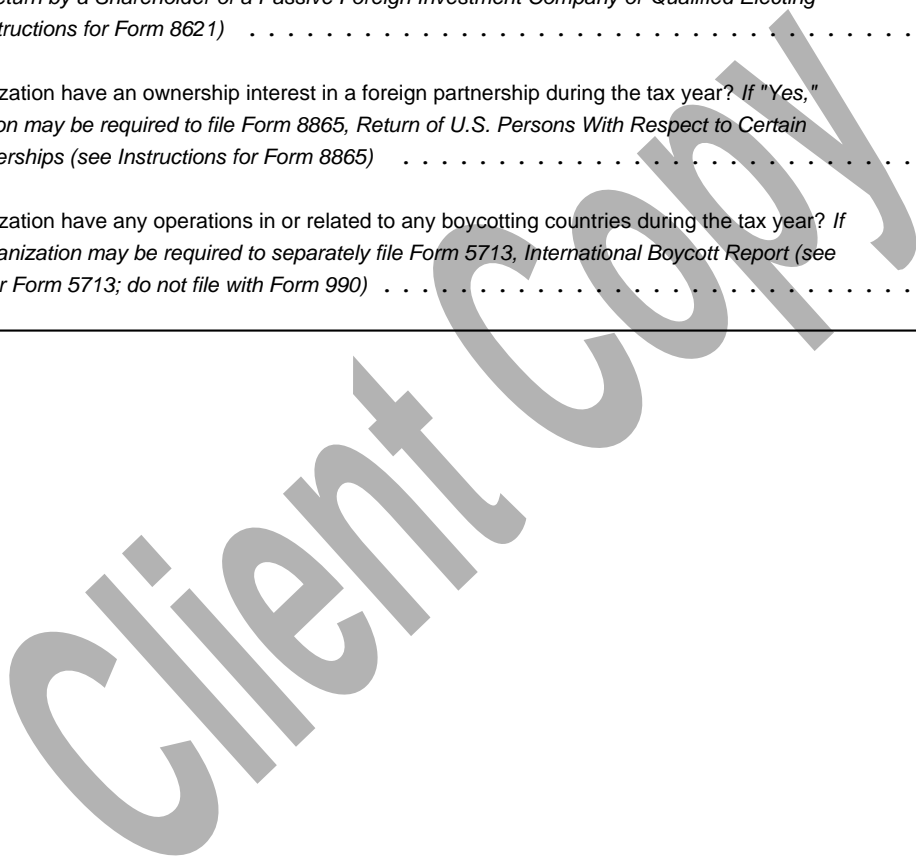 eturn by a Shareholder of a Passive Foreign Investment Company or Qualified Electing
tructions for Form 8621) . . . . . . . . . . . . . . . . . . . . . . . . . . . . . . . . . . .
zation have an ownership interest in a foreign partnership during the tax year? If "Yes,"
on may be required to file Form 8865, Return of U.S. Persons With Respect to Certain
erships (see Instructions for Form 8865) . . . . . . . . . . . . . . . . . . . . . . . . . . .
zation have any operations in or related to any boycotting countries during the tax year? If
anization may be required to separately file Form 5713, International Boycott Report (see
r Form 5713; do not file with Form 990) . . . . . . . . . . . . . . . . . . . . . . . . . . . .
Client Copy